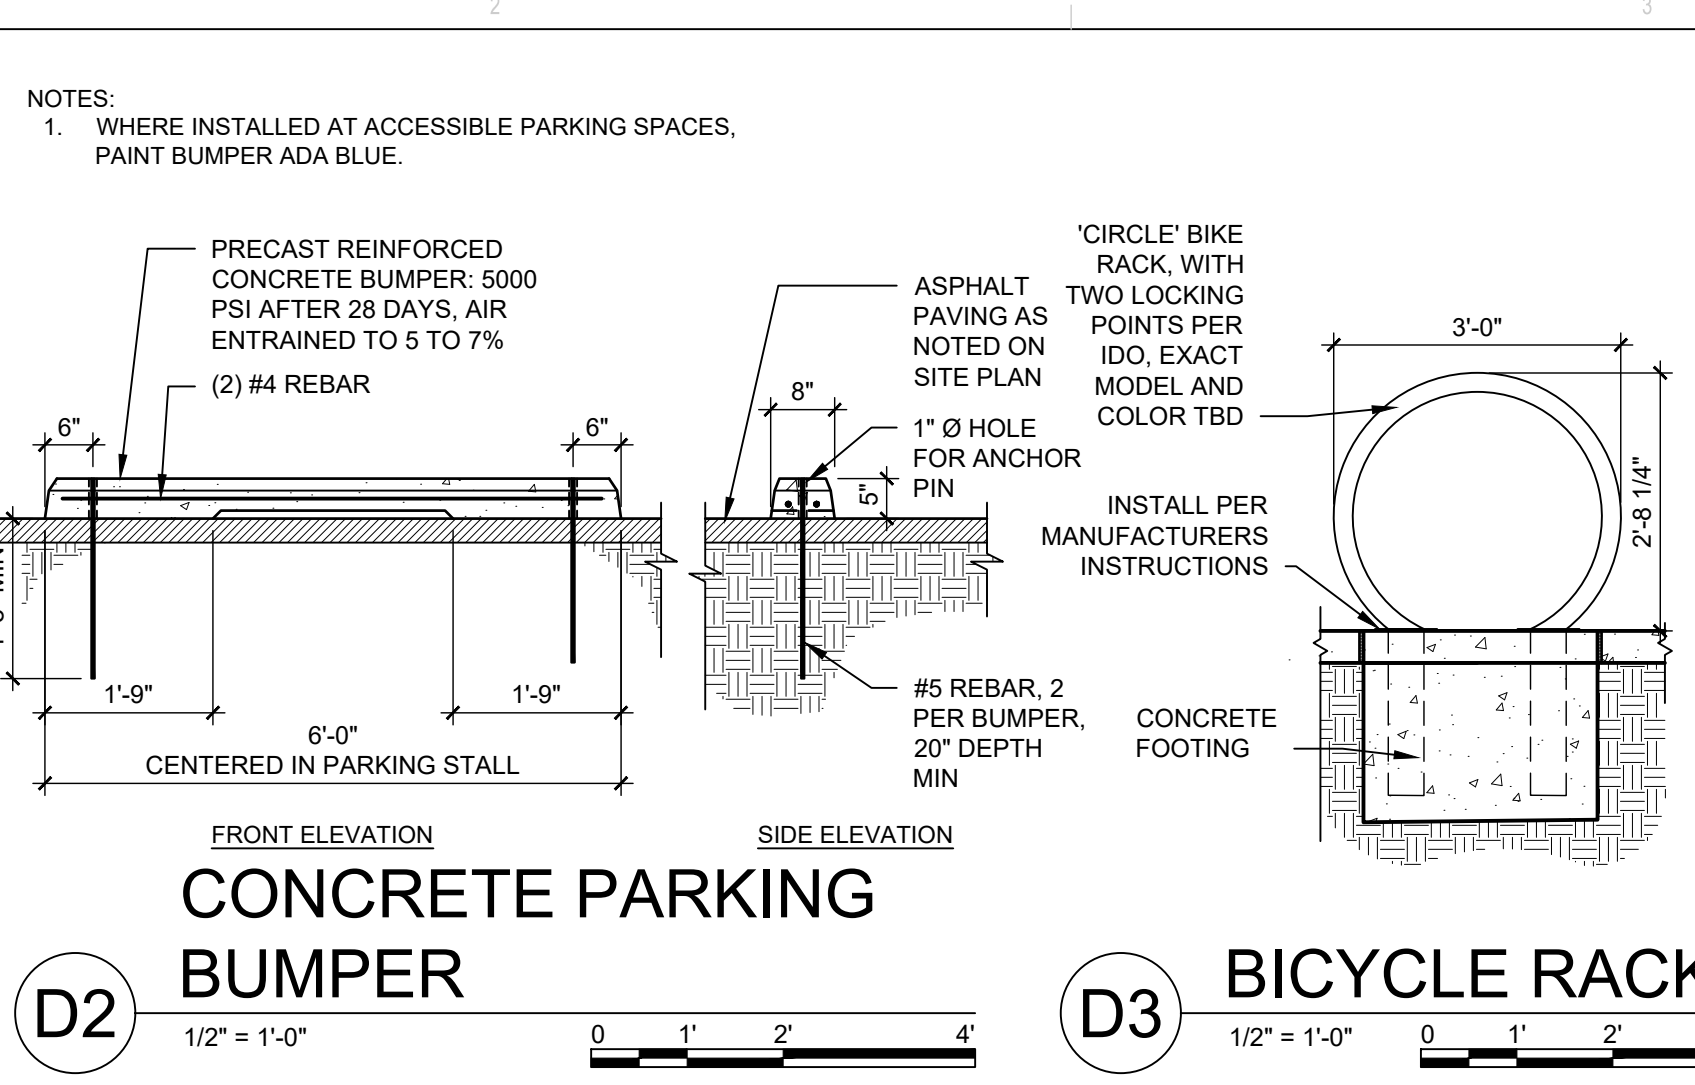 2
3
NOTES:
1. WHERE INSTALLED AT ACCESSIBLE PARKING SPACES,
PAINT BUMPER ADA BLUE.
PRECAST REINFORCED
CONCRETE BUMPER: 5000
PSI AFTER 28 DAYS, AIR
ENTRAINED TO 5 TO 7%
(2) #4 REBAR
6"
6"
1'-9"
1'-9"
6'-0"
CENTERED IN PARKING STALL
FRONT ELEVATION
ASPHALT
PAVING AS
NOTED ON
SITE PLAN
8"
1" Ø HOLE
FOR ANCHOR
PIN
5"
#5 REBAR, 2
PER BUMPER,
20" DEPTH
MIN
SIDE ELEVATION
D2
CONCRETE PARKING
BUMPER
1/2" = 1'-0"
0 1' 2' 4'
'CIRCLE' BIKE
RACK, WITH
TWO LOCKING
POINTS PER
IDO, EXACT
MODEL AND
COLOR TBD
3'-0"
2'-8 1/4"
INSTALL PER
MANUFACTURERS
INSTRUCTIONS
CONCRETE
FOOTING
D3
BICYCLE RACK
1/2" = 1'-0"
0 1' 2'